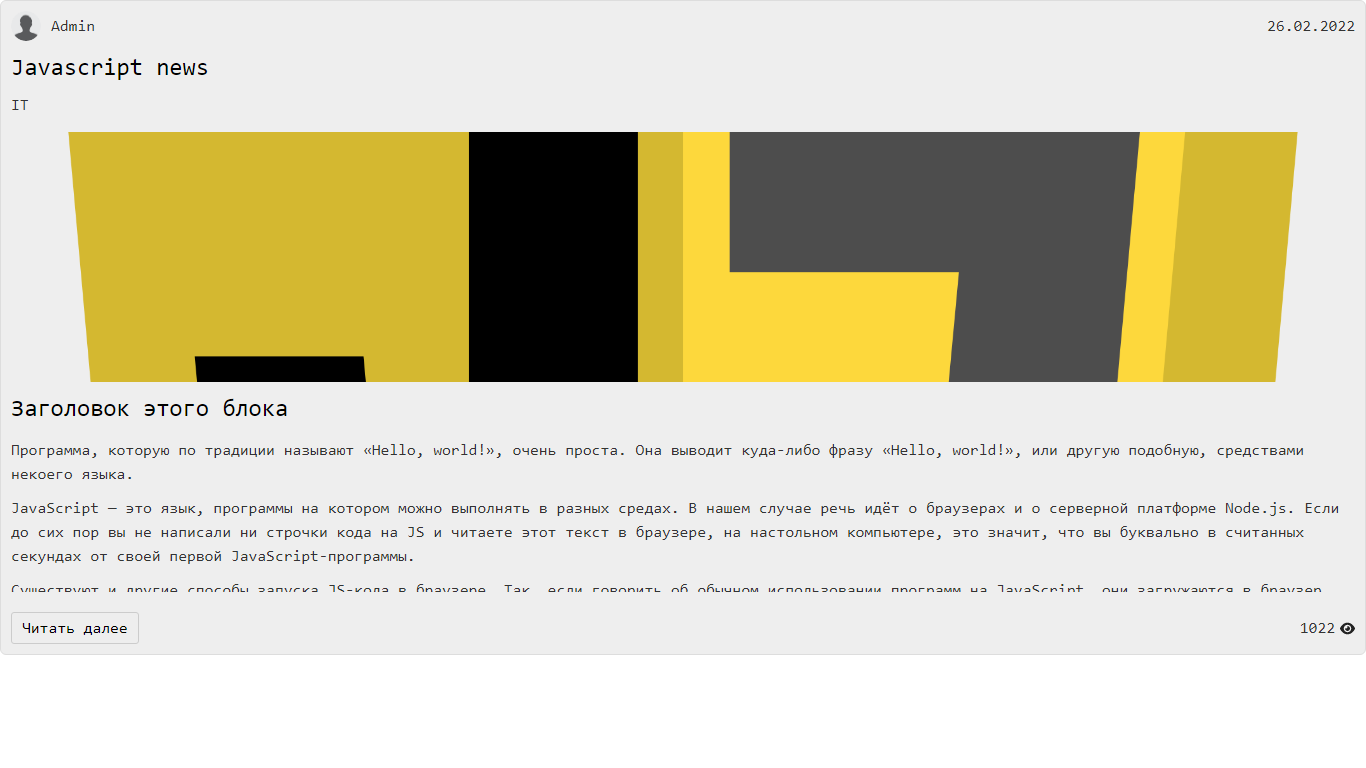 Admin
26.02.2022
Javascript news
IT
Заголовок этого блока
Программа, которую по традиции называют «Hello, world!», очень проста. Она выводит куда-либо фразу «Hello, world!», или другую подобную, средствами
некоего языка.
JavaScript — это язык, программы на котором можно выполнять в разных средах. В нашем случае речь идёт о браузерах и о серверной платформе Node.js. Если
до сих пор вы не написали ни строчки кода на JS и читаете этот текст в браузере, на настольном компьютере, это значит, что вы буквально в считанных
секундах от своей первой JavaScript-программы.
Существуют и другие способы запуска JS-кода в браузере. Так, если говорить об обычном использовании программ на JavaScript, они загружаются в браузер
Читать далее
1022